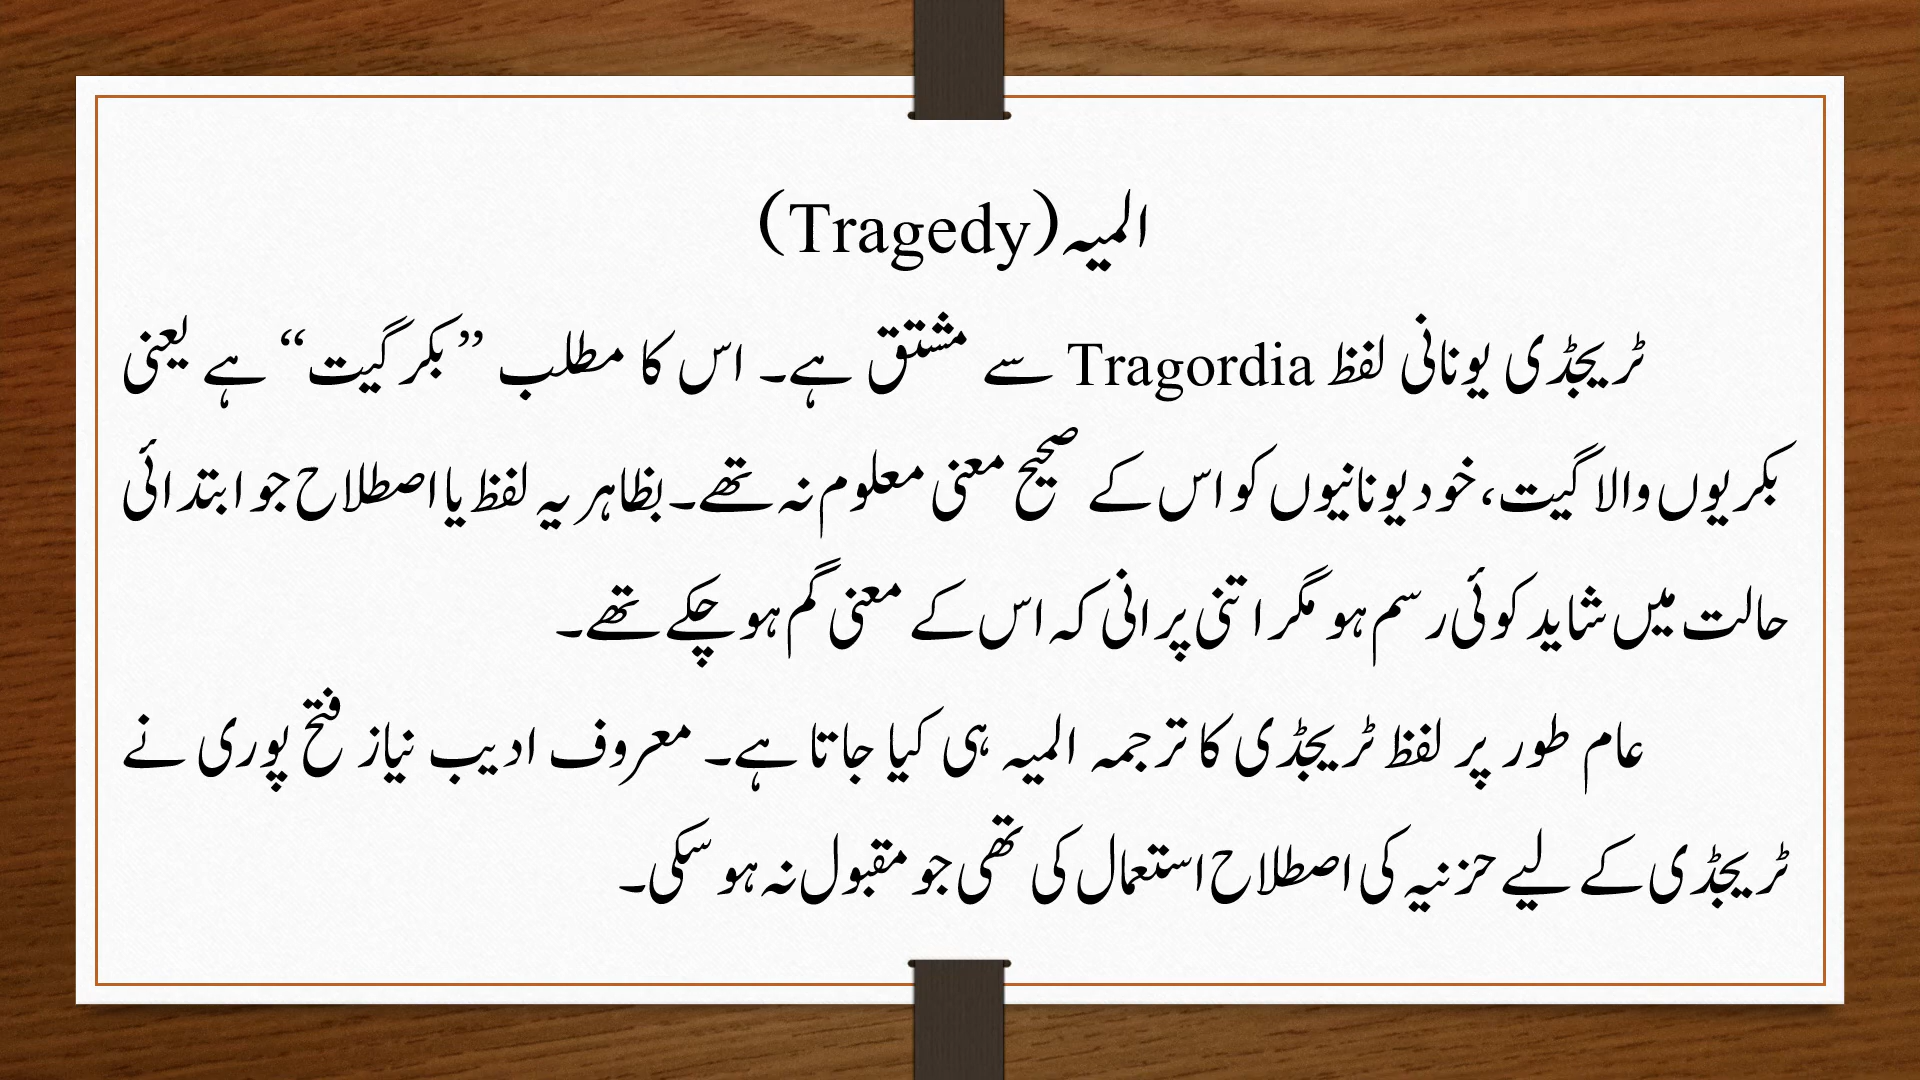 المیہ(Tragedy)
ٹریجڈی یونانی لفظ Tragordia سے مشتق ہے۔ اس کا مطلب ”بکر گیت“ ہے یعنی
بکریوں والا گیت، خود یونانیوں کو اس کے صحیح معنی معلوم نہ تھے۔ بظاہر یہ لفظ یا اصطلاح جو ابتدائی
حالت میں شاید کوئی رسم ہو مگر اتنی پرانی کہ اس کے معنی گم ہو چکے تھے۔
عام طور پر لفظ ٹریجڈی کا ترجمہ المیہ ہی کیا جاتا ہے۔ معروف ادیب نیاز فتح پوری نے
ٹریجڈی کے لیے حزنیہ کی اصطلاح استعمال کی تھی جو مقبول نہ ہو سکی۔